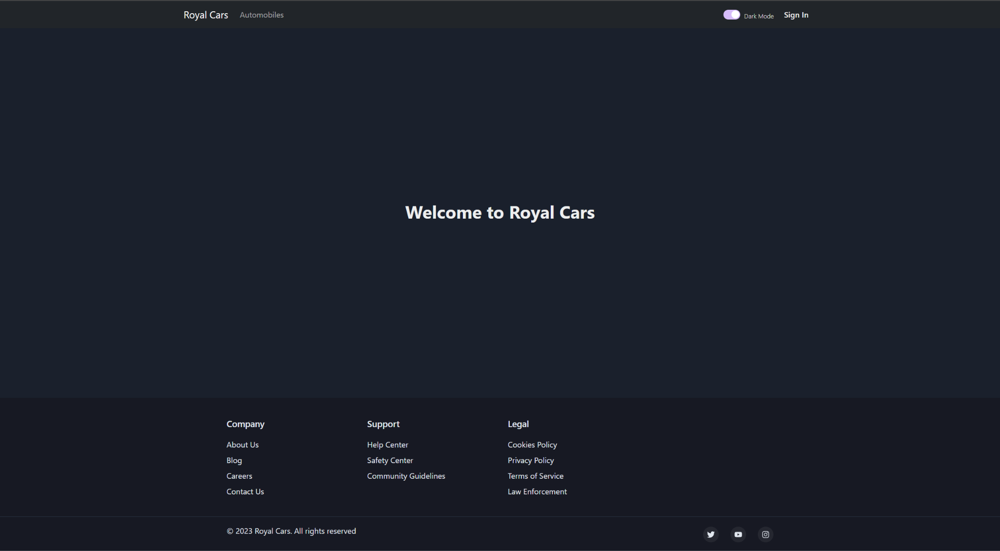 Royal Cars Automobiles Dark Mode Sign In
Welcome to Royal Cars
Company
About Us
Blog
Careers
Contact Us
Support
Help Center
Safety Center
Community Guidelines
Legal
Cookies Policy
Privacy Policy
Terms of Service
Law Enforcement
© 2023 Royal Cars. All rights reserved